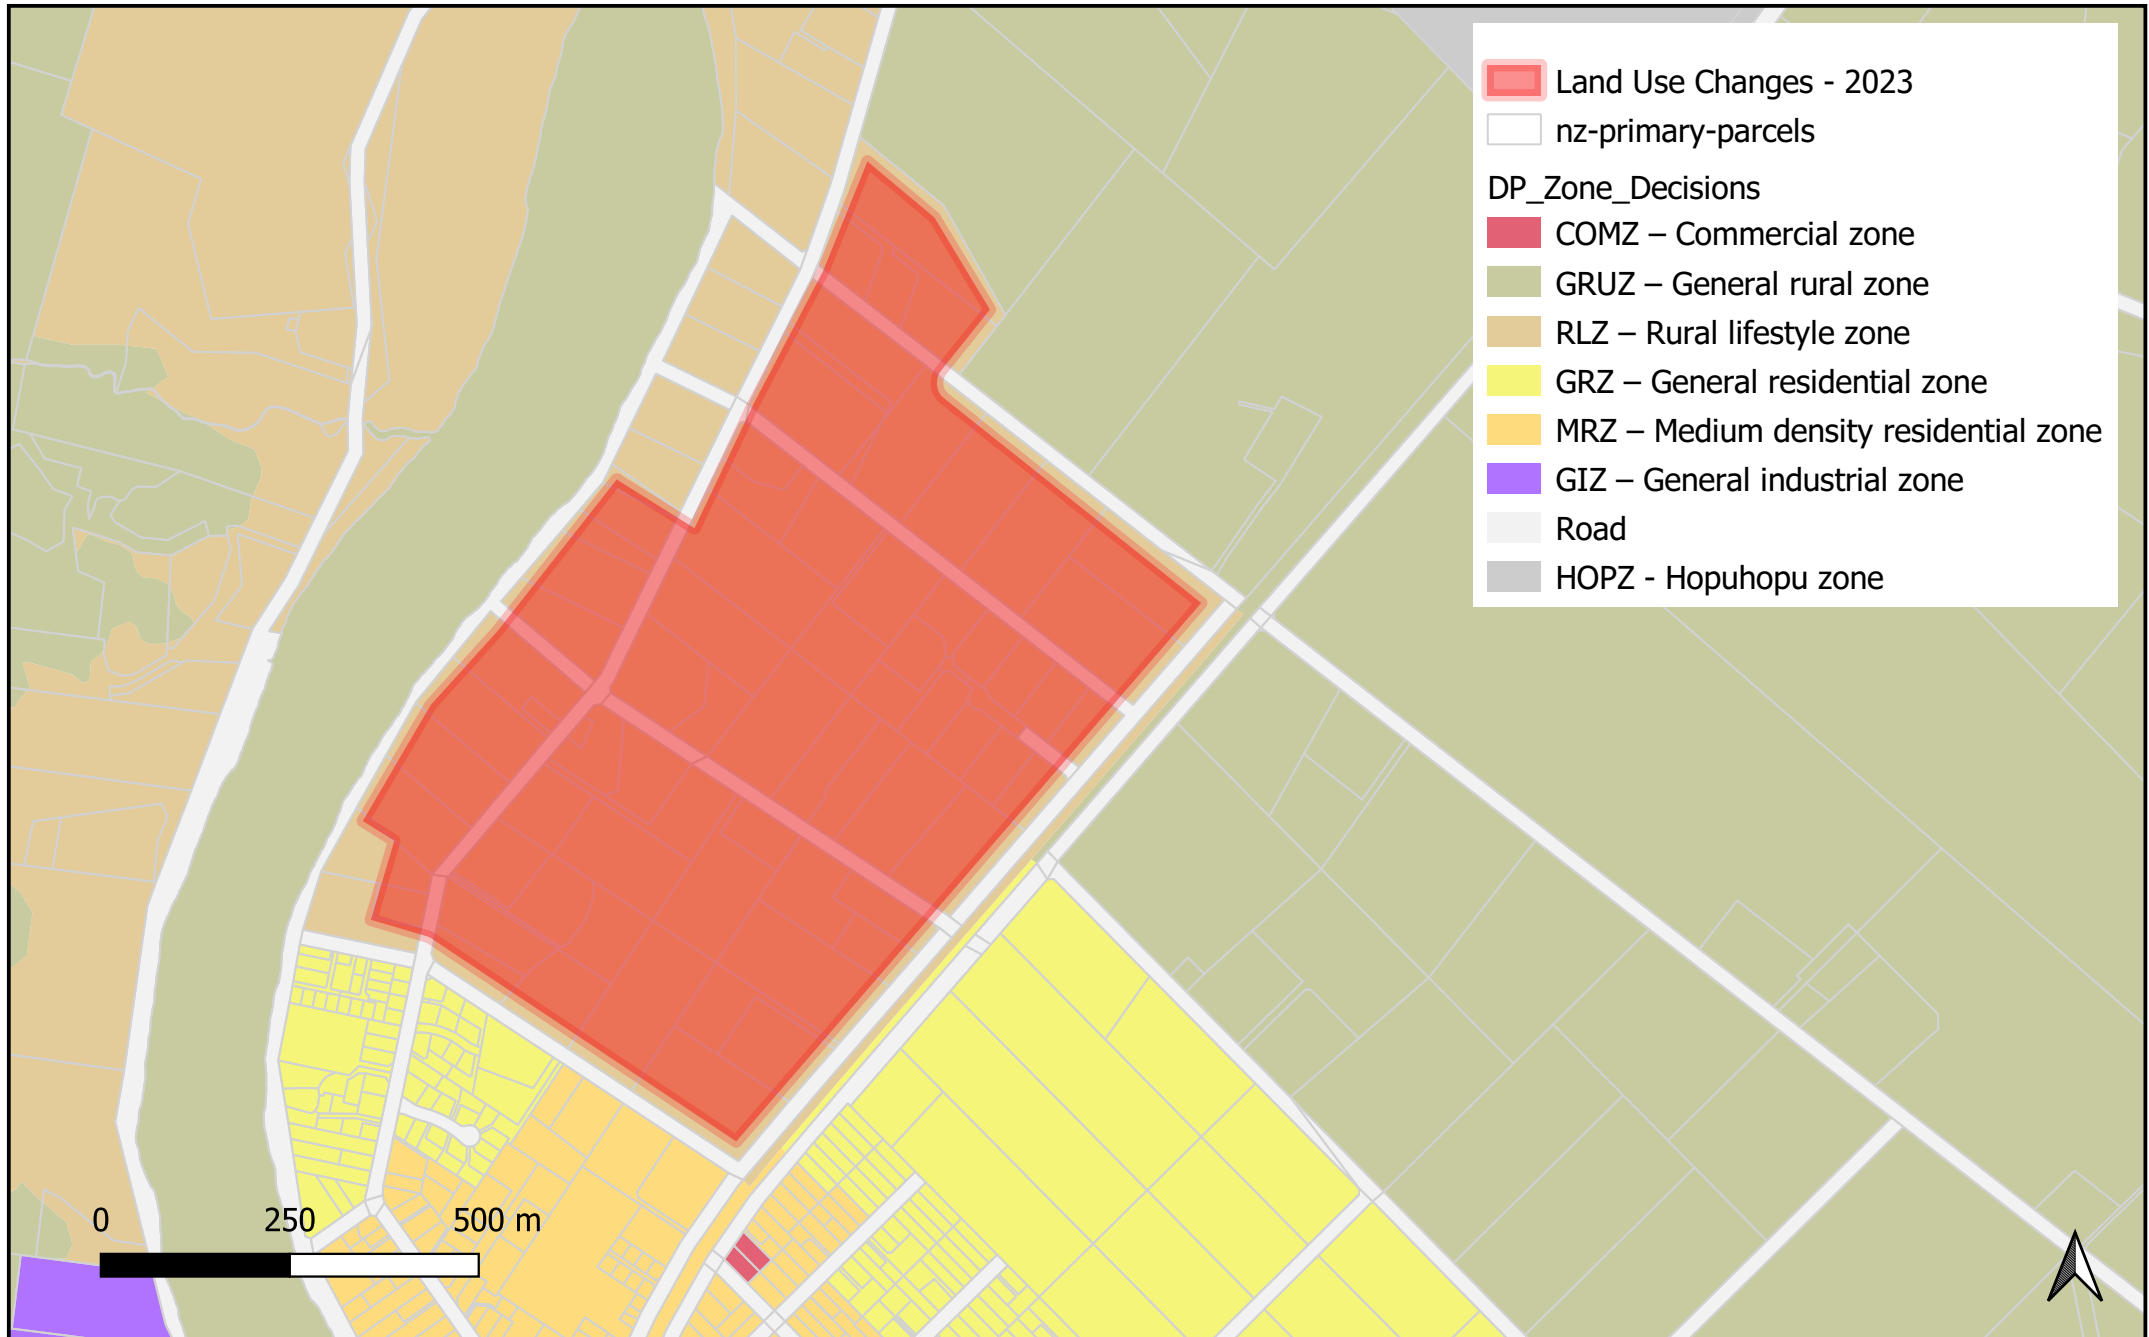 Land Use Changes - 2023
nz-primary-parcels
DP_Zone_Decisions
COMZ – Commercial zone
GRUZ – General rural zone
RLZ – Rural lifestyle zone
GRZ – General residential zone
MRZ – Medium density residential zone
GIZ – General industrial zone
Road
HOPZ - Hopuhopu zone
0 250 500 m